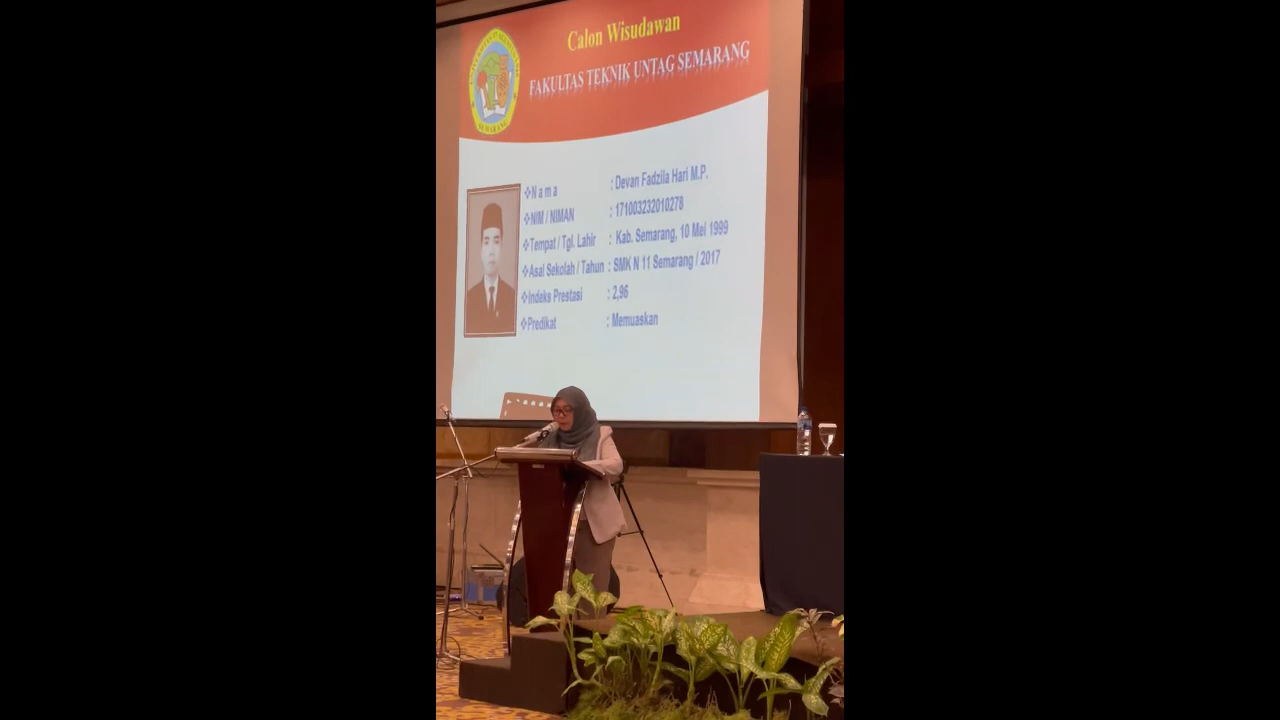 Calon Wisudawan
FAKULTAS TEKNIK UNTAG SEMARANG
SEMARANG
❖N a m a : Devan Fadzila Hari M.P.
❖NIM / NIMAN : 171003232010278
❖Tempat / Tgl. Lahir : Kab. Semarang, 10 Mei 1999
❖Asal Sekolah / Tahun : SMK N 11 Semarang / 2017
❖Indeks Prestasi : 2,96
❖Predikat : Memuaskan